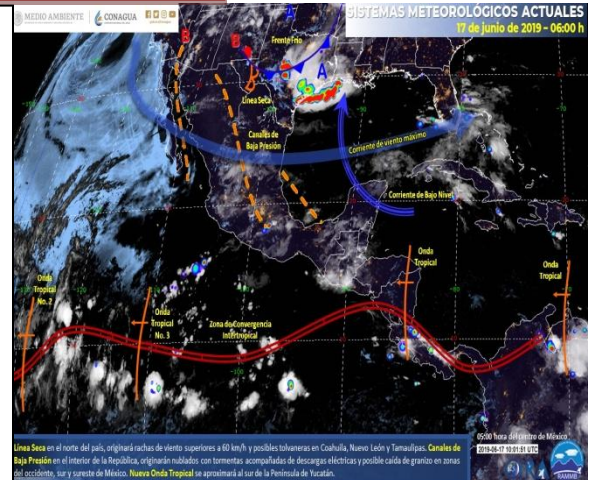 MEDIO AMBIENTE
CONAGUA
SISTEMAS METEOROLÓGICOS ACTUALES
17 de junio de 2019 – 06:00 h
A
B
B
Frente Frío
A
Línea Seca
Canales de
Baja Presión
Corriente de viento máximo
Corriente de Bajo Nivel
Onda
Tropical
No. 2
Onda
Tropical
No. 3
Zona de Convergencia
Intertropical
Onda
Tropical
Onda
Tropical
05:00 hora del centro de México
2019-06-17 10:01:51 UTC
RAMMB
Línea Seca en el norte del país, originará rachas de viento superiores a 60 km/h y posibles tolvaneras en Coahuila, Nuevo León y Tamaulipas. Canales de
Baja Presión en el interior de la República, originarán nublados con tormentas acompañadas de descargas eléctricas y posible caída de granizo en zonas
del occidente, sur y sureste de México. Nueva Onda Tropical se aproximará al sur de la Península de Yucatán.